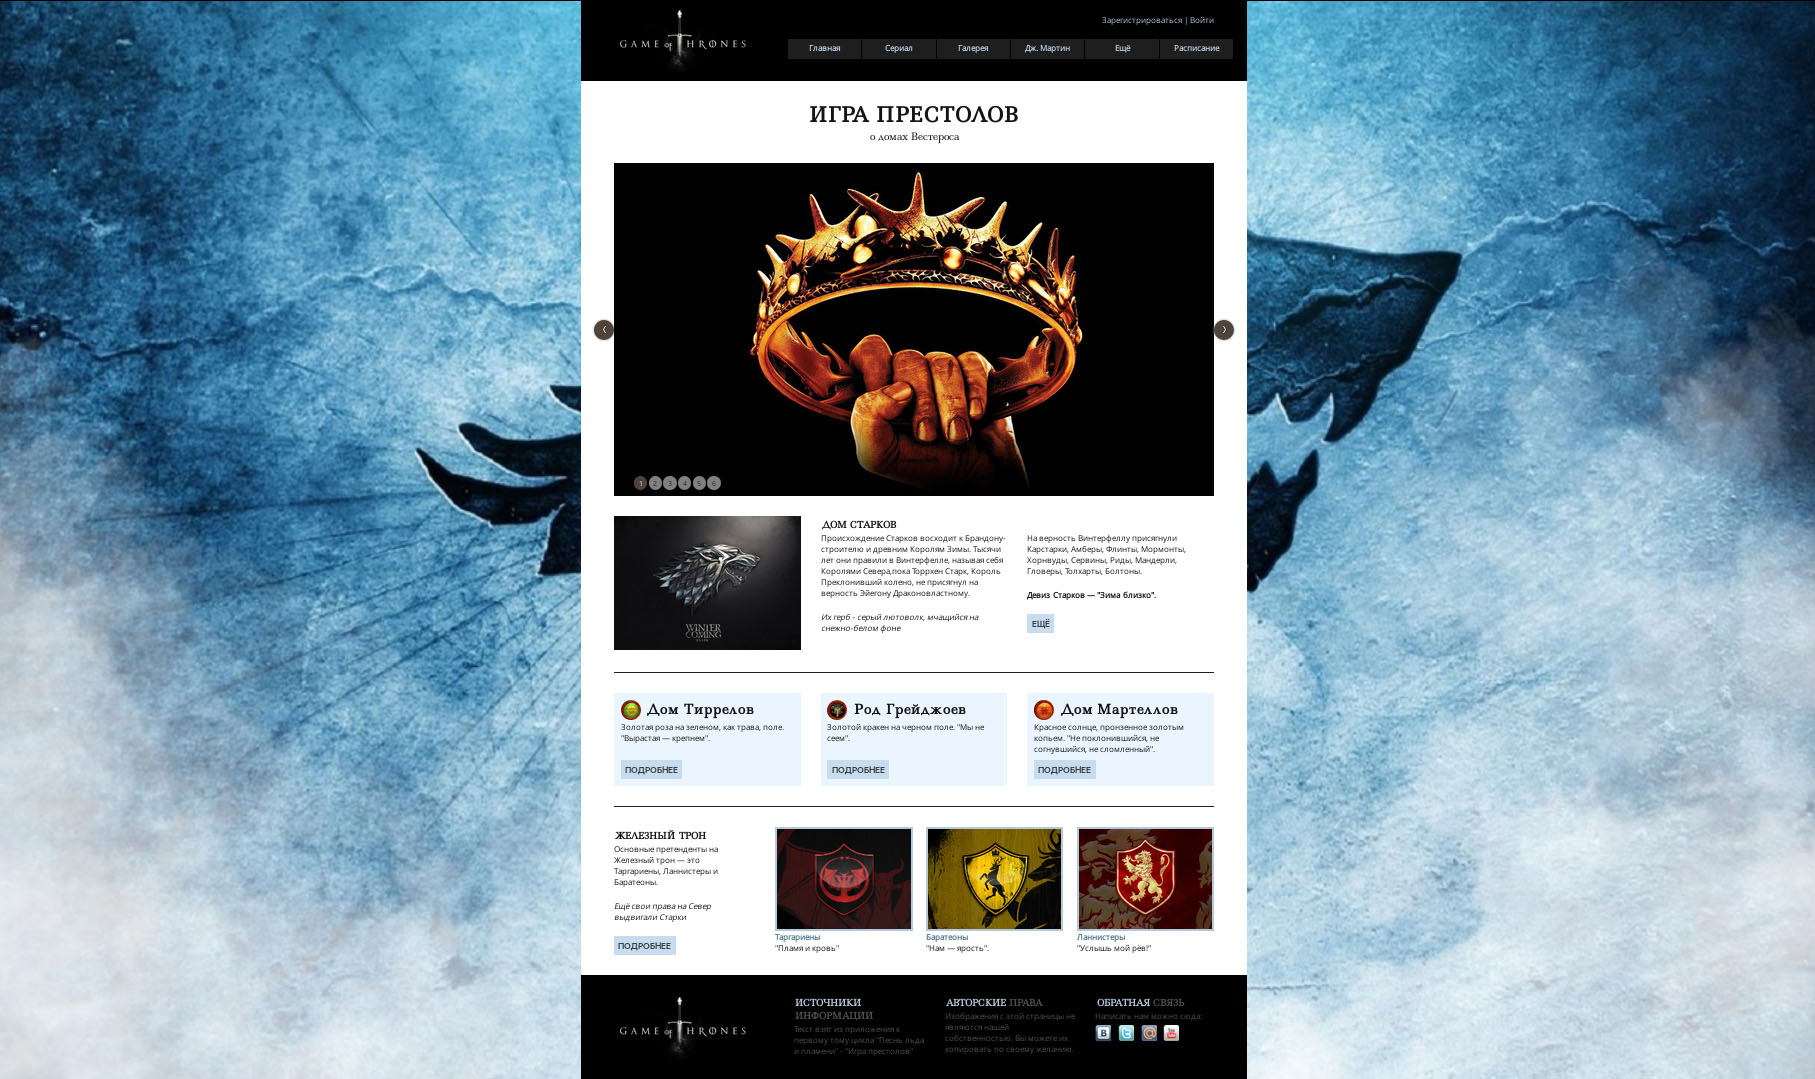 GAME OF THRONES
Зарегистрироваться | Войти
Главная
Сериал
Галерея
Дж. Мартин
Ещё
Расписание
ИГРА ПРЕСТОЛОВ
о домах Вестероса
1 2 3 4 5 6
WINTER
COMING
ДОМ СТАРКОВ
Происхождение Старков восходит к Брандону-
строителю и древним Королям Зимы. Тысячи
лет они правили в Винтерфелле, называя себя
Королями Севера,пока Торрхен Старк, Король
Преклонивший колено, не присягнул на
верность Эйегону Драконовластному.
Их герб - серый лютоволк, мчащийся на
снежно-белом фоне
На верность Винтерфеллу присягнули
Карстарки, Амберы, Флинты, Мормонты,
Хорнвуды, Сервины, Риды, Мандерли,
Гловеры, Толхарты, Болтоны.
Девиз Старков — "Зима близко".
ЕЩЁ
Дом Тиррелов
Золотая роза на зеленом, как трава, поле.
"Вырастая — крепнем".
ПОДРОБНЕЕ
Род Грейджоев
Золотой кракен на черном поле. "Мы не
сеем".
ПОДРОБНЕЕ
Дом Мартеллов
Красное солнце, пронзенное золотым
копьем. "Не поклонившийся, не
согнувшийся, не сломленный".
ПОДРОБНЕЕ
ЖЕЛЕЗНЫЙ ТРОН
Основные претенденты на
Железный трон — это
Таргариены, Ланнистеры и
Баратеоны.
Ещё свои права на Север
выдвигали Старки
ПОДРОБНЕЕ
Таргариены
"Пламя и кровь"
Баратеоны
"Нам — ярость".
Ланнистеры
"Услышь мой рёв!"
GAME OF THRONES
ИСТОЧНИКИ
ИНФОРМАЦИИ
Текст взят из приложения к
первому тому цикла "Песнь льда
и пламени" - "Игра престолов"
АВТОРСКИЕ ПРАВА
Изображения с этой страницы не
являются нашей
собственностью. Вы можете их
копировать по своему желанию.
ОБРАТНАЯ СВЯЗЬ
Написать нам можно сюда: